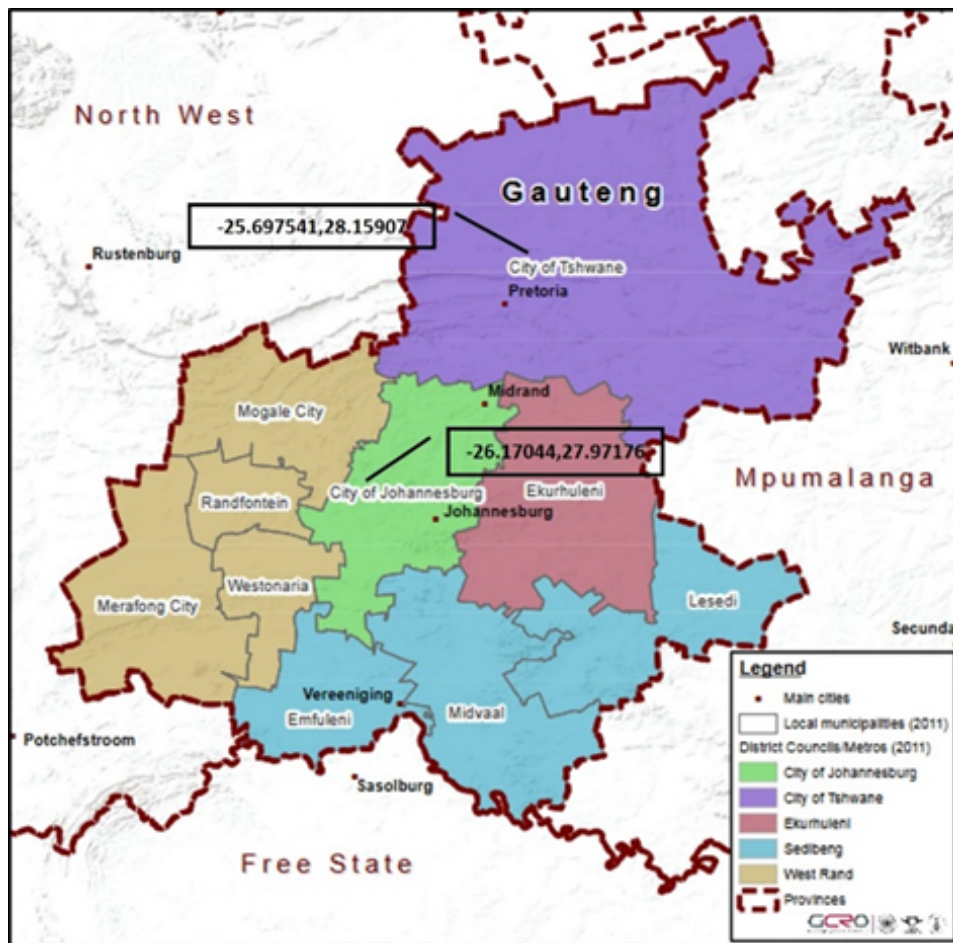 North West
Gauteng
-25.697541,28.15907
Rustenburg
City of Tshwane
Pretoria
Witbank
Midrand
Mogale City
-26.17044,27.97176
Mpumalanga
Randfontein
City of Johannesburg
Ekurhuleni
Johannesburg
Westonaria
Merafong City
Lesedi
Secunda
Vereeniging
Emfuleni
Midvaal
Potchefstroom
Sasolburg
Free State
Legend
Main cities
Local municipalities (2011)
District Councils/Metros (2011)
City of Johannesburg
City of Tshwane
Ekurhuleni
Sedibeng
West Rand
Provinces
GCRO